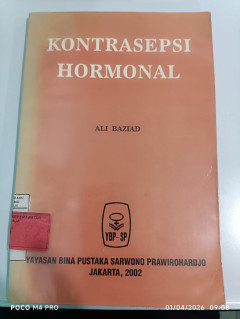 KONTRASEPSI
HORMONAL
ALI BAZIAD
YBP-SP
YAYASAN BINA PUSTAKA SARWONO PRAWIROHARDJO
JAKARTA, 2002
POCO M4 PRO
01/04/2026 09:08